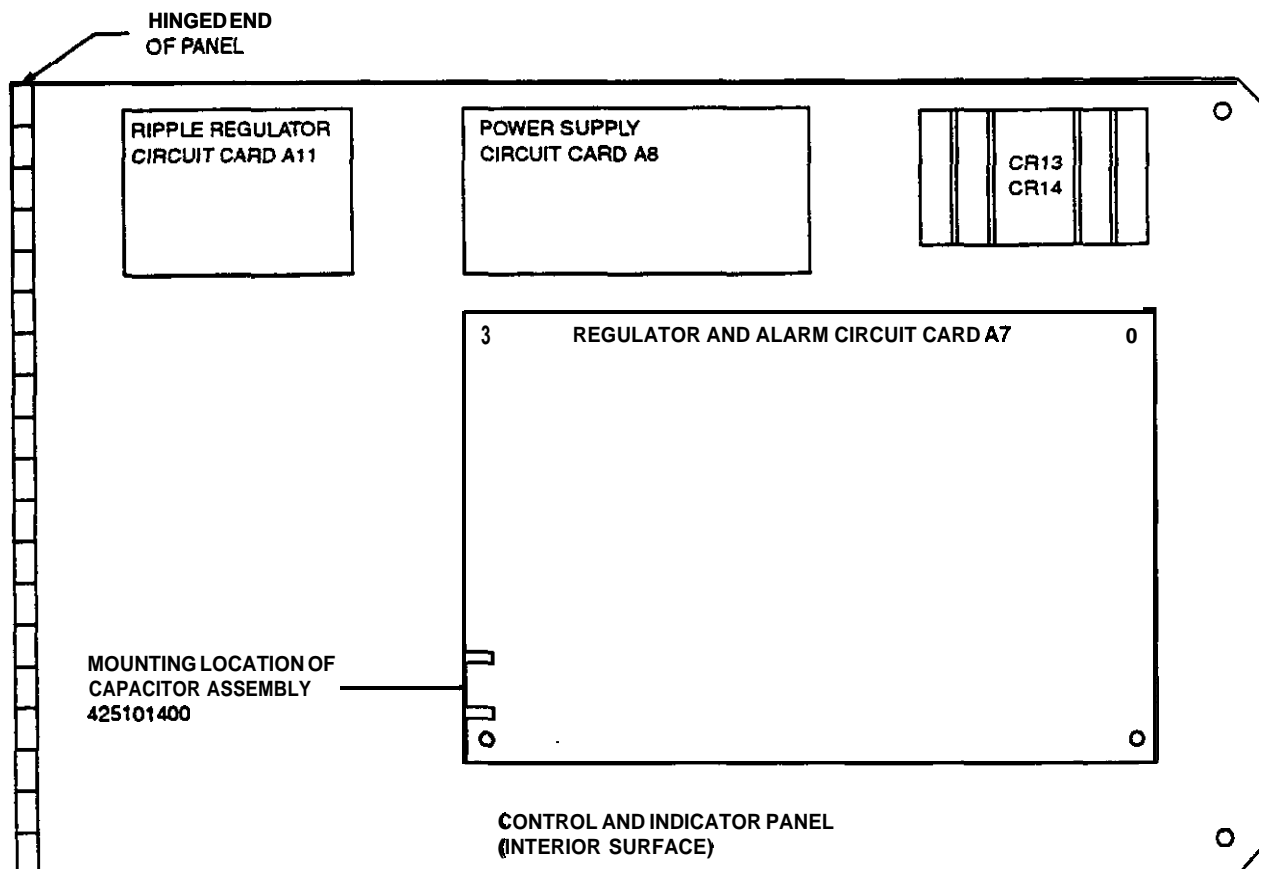 HINGED END
OF PANEL
RIPPLE REGULATOR
CIRCUIT CARD A11
POWER SUPPLY
CIRCUIT CARD A8
CR13
CR14
3 REGULATOR AND ALARM CIRCUIT CARD A7 0
MOUNTING LOCATION OF
CAPACITOR ASSEMBLY
425101400
CONTROL AND INDICATOR PANEL
(INTERIOR SURFACE)